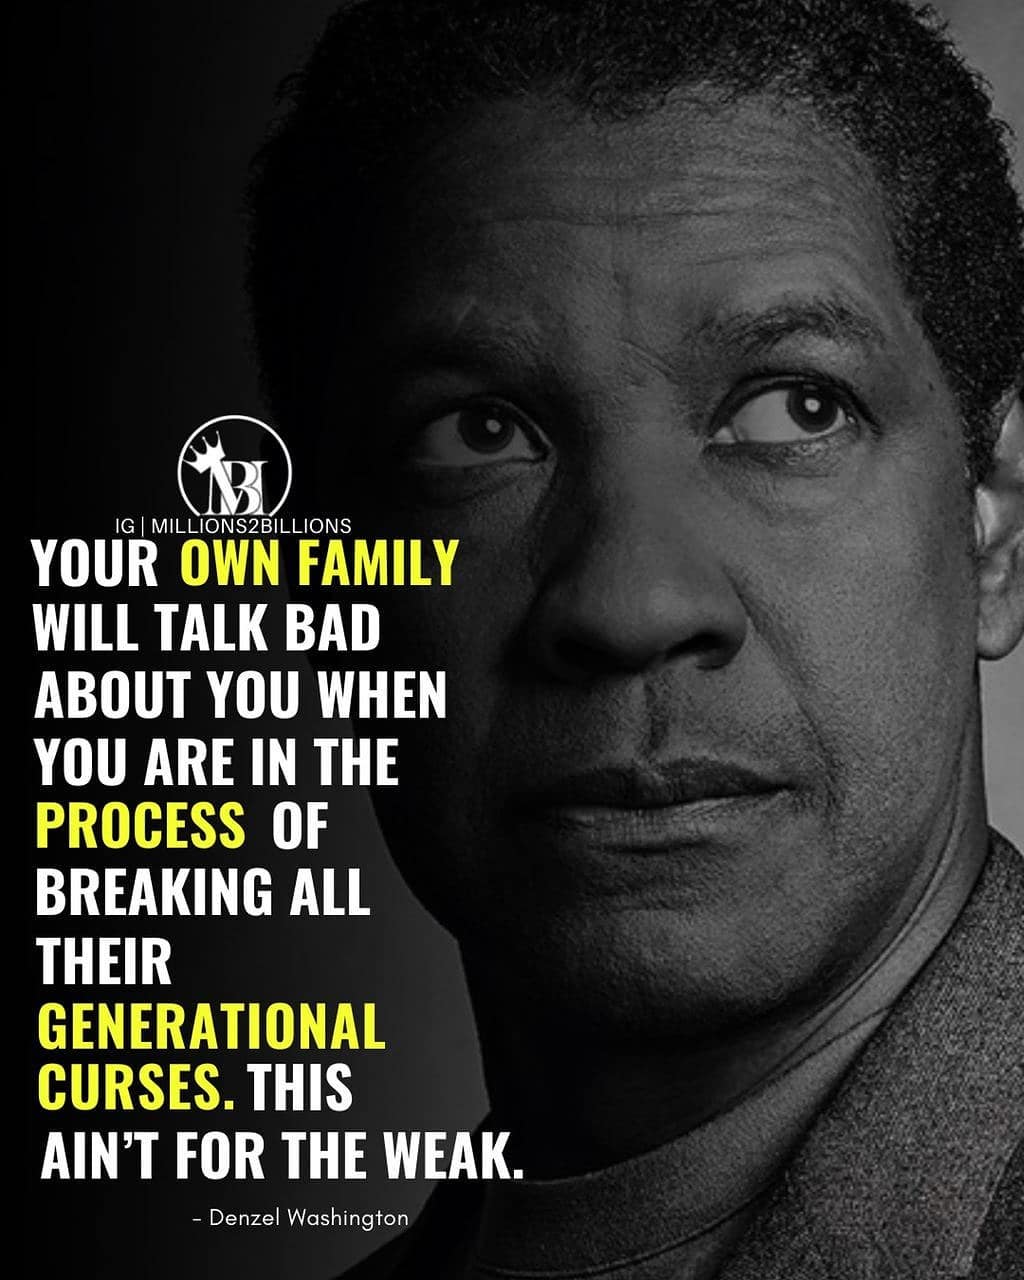 MBI
IG | MILLIONS2BILLIONS
YOUR OWN FAMILY
WILL TALK BAD
ABOUT YOU WHEN
YOU ARE IN THE
PROCESS OF
BREAKING ALL
THEIR
GENERATIONAL
CURSES. THIS
AIN'T FOR THE WEAK.
- Denzel Washington